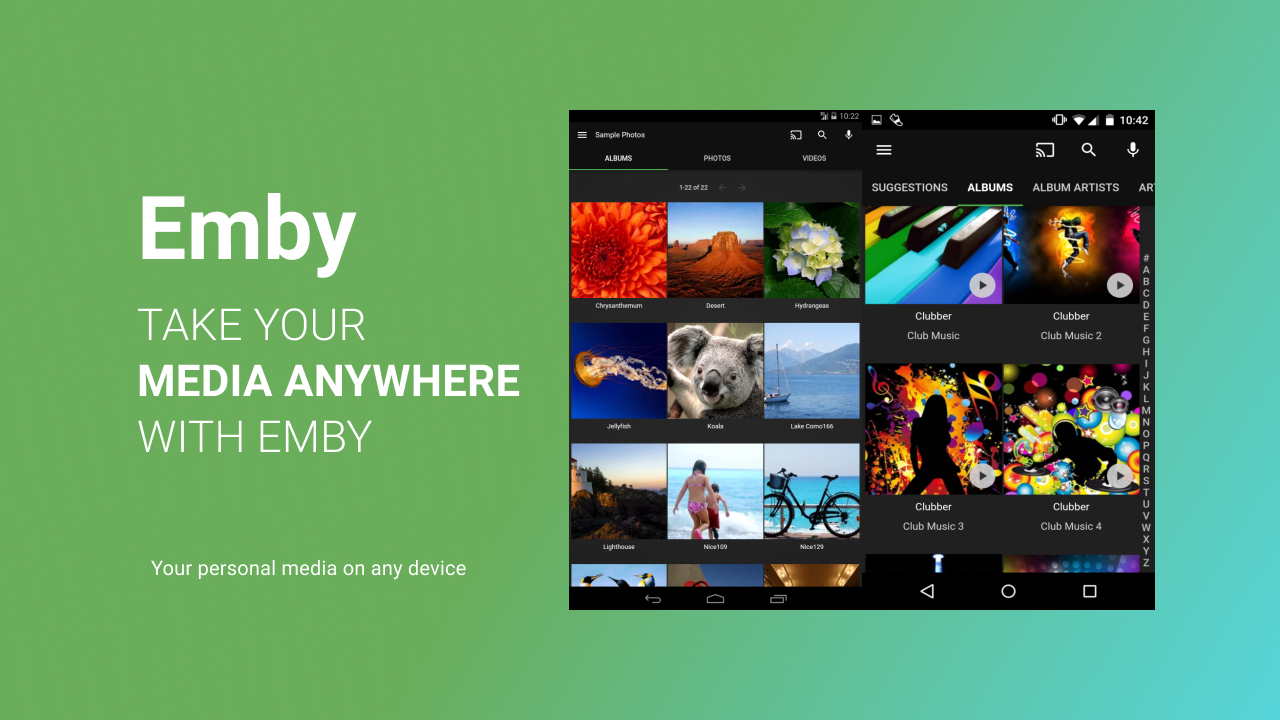 Emby
TAKE YOUR
MEDIA ANYWHERE
WITH EMBY
Your personal media on any device
10:22
Sample Photos
ALBUMS PHOTOS VIDEOS
1-22 of 22
Chrysanthemum Desert Hydrangeas
Jellyfish Koala Lake Como166
Lighthouse Nice109 Nice129
10:42
SUGGESTIONS ALBUMS ALBUM ARTISTS AR
Clubber Clubber
Club Music Club Music 2
Clubber Clubber
Club Music 3 Club Music 4
#
A
B
C
D
E
F
G
H
I
J
K
L
M
N
O
P
Q
R
S
T
U
V
W
X
Y
Z